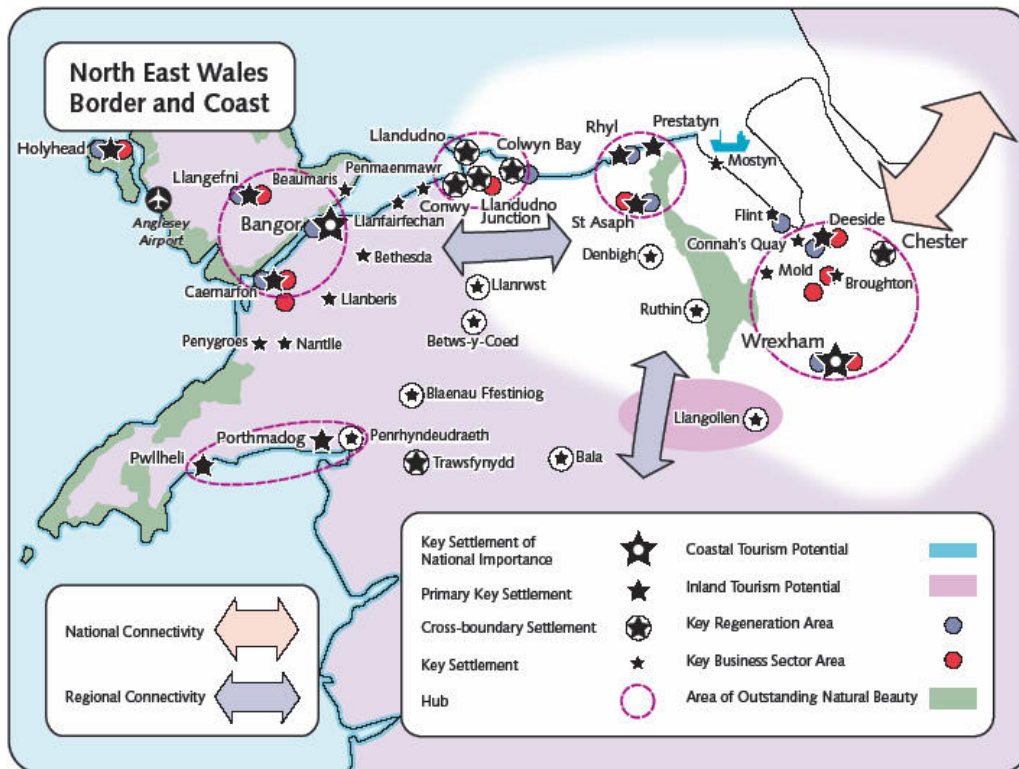 North East Wales
Border and Coast
Holyhead
Llangefni
Beaumaris
Anglesey
Airport
Bangor
Caernarfon
Llandudno
Penmaenmawr
Colwyn Bay
Conwy
Llandudno
Junction
Llanfairfechan
Bethesda
Llanberis
Penygroes
Nantlle
Rhyl
Prestatyn
Mostyn
St Asaph
Flint
Deeside
Connah's Quay
Chester
Denbigh
Mold
Broughton
Llanrwst
Ruthin
Betws-y-Coed
Wrexham
Blaenau Ffestiniog
Llangollen
Porthmadog
Penrhyndeudraeth
Pwllheli
Trawsfynydd
Bala
National Connectivity
Regional Connectivity
Key Settlement of
National Importance
Primary Key Settlement
Cross-boundary Settlement
Key Settlement
Hub
Coastal Tourism Potential
Inland Tourism Potential
Key Regeneration Area
Key Business Sector Area
Area of Outstanding Natural Beauty